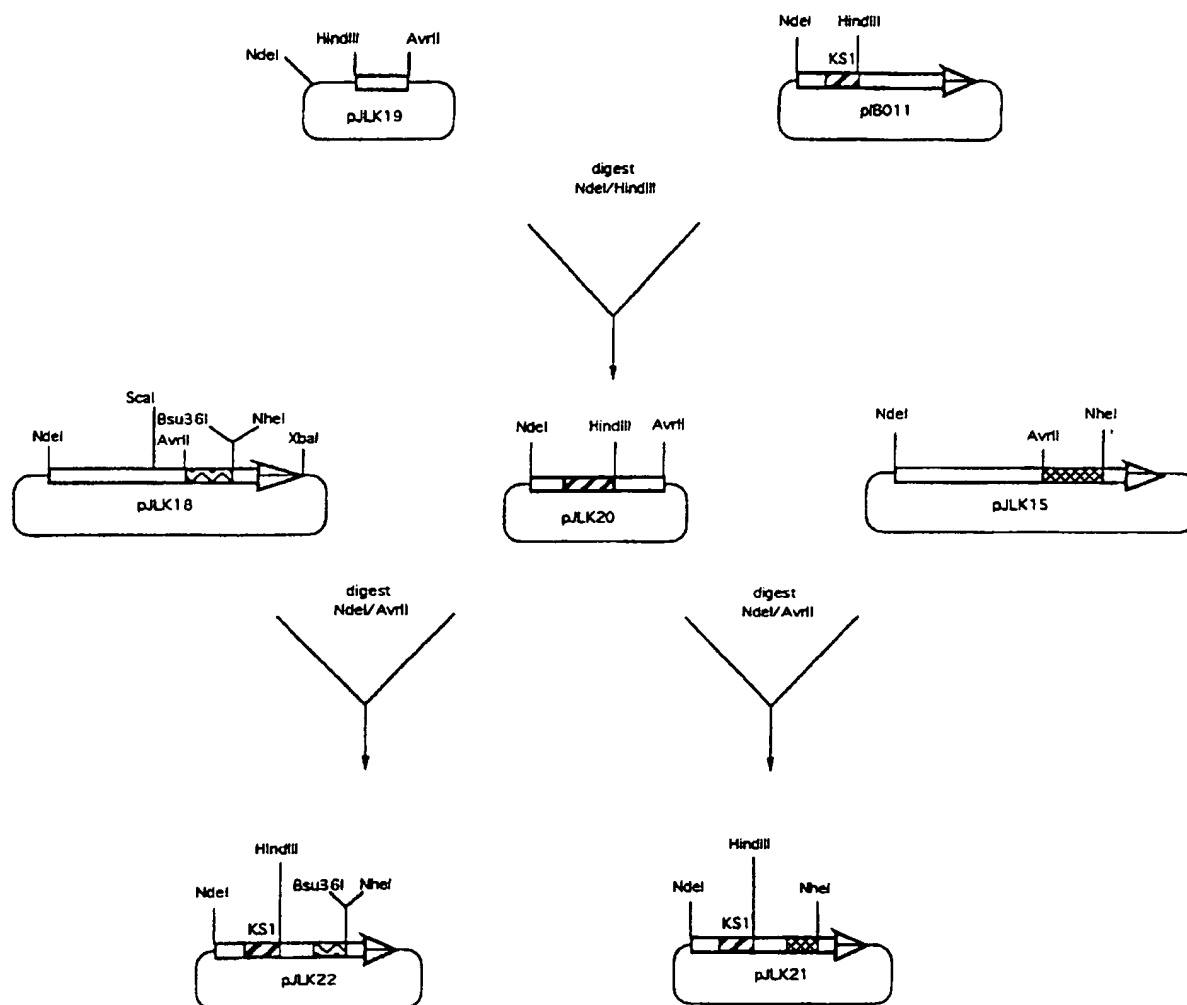 NdeI
HindIII
AvrII
pJLK19
NdeI
HindIII
KS1
pIB011
digest
NdeI/HindIII
ScaI
Bsu36I
NheI
NdeI
AvrII
XbaI
pJLK18
NdeI
HindIII
AvrII
pJLK20
NdeI
AvrII
NheI
pJLK15
digest
NdeI/AvrII
digest
NdeI/AvrII
HindIII
Bsu36I
NheI
NdeI
KS1
pJLK22
HindIII
NdeI
NheI
KS1
pJLK21